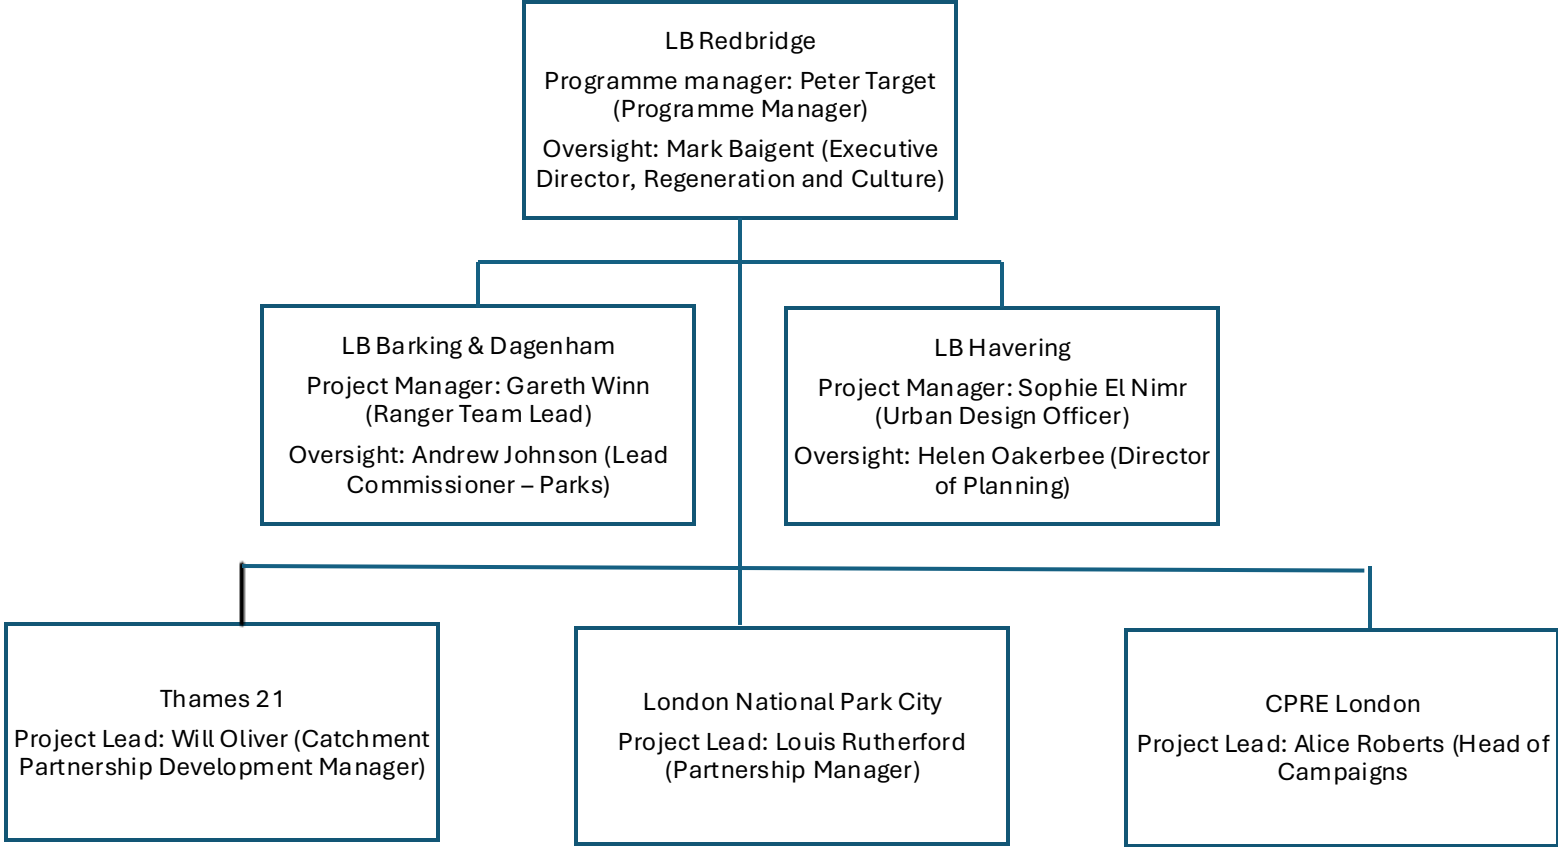 LB Redbridge
Programme manager: Peter Target
(Programme Manager)
Oversight: Mark Baigent (Executive
Director, Regeneration and Culture)
LB Barking & Dagenham
Project Manager: Gareth Winn
(Ranger Team Lead)
Oversight: Andrew Johnson (Lead
Commissioner – Parks)
LB Havering
Project Manager: Sophie El Nimr
(Urban Design Officer)
Oversight: Helen Oakerbee (Director
of Planning)
Thames 21
Project Lead: Will Oliver (Catchment
Partnership Development Manager)
London National Park City
Project Lead: Louis Rutherford
(Partnership Manager)
CPRE London
Project Lead: Alice Roberts (Head of
Campaigns